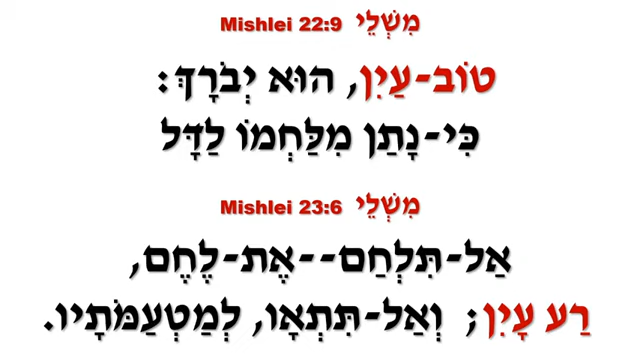 מִשְׁלֵי Mishlei 22:9
טוֹב-עַיִן, הוּא יְבֹרָךְ:
כִּי-נָתַן מִלַּחְמוֹ לַדָּל
מִשְׁלֵי Mishlei 23:6
אַל-תִּלְחַם--אֶת-לֶחֶם,
רַע עָיִן; וְאַל-תִּתְאָו, לְמַטְעַמֹּתָיו.